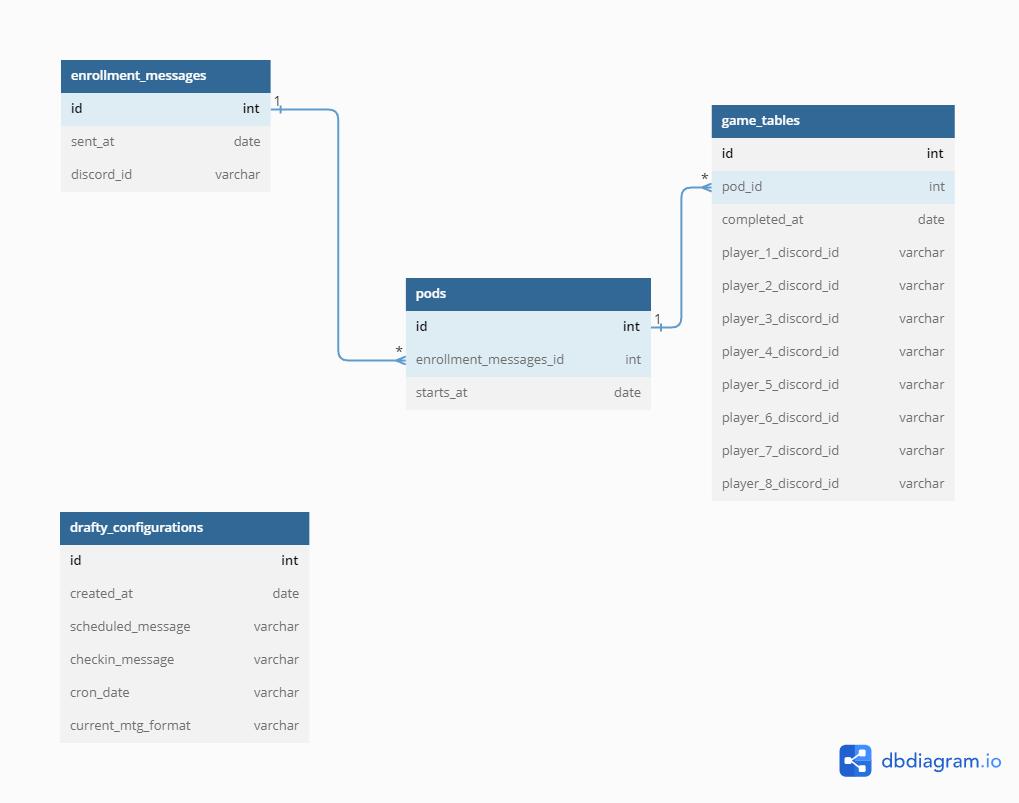 enrollment_messages
id int
sent_at date
discord_id varchar
1
*
pods
id int
enrollment_messages_id int
starts_at date
1
*
game_tables
id int
pod_id int
completed_at date
player_1_discord_id varchar
player_2_discord_id varchar
player_3_discord_id varchar
player_4_discord_id varchar
player_5_discord_id varchar
player_6_discord_id varchar
player_7_discord_id varchar
player_8_discord_id varchar
drafty_configurations
id int
created_at date
scheduled_message varchar
checkin_message varchar
cron_date varchar
current_mtg_format varchar
dbdiagram.io